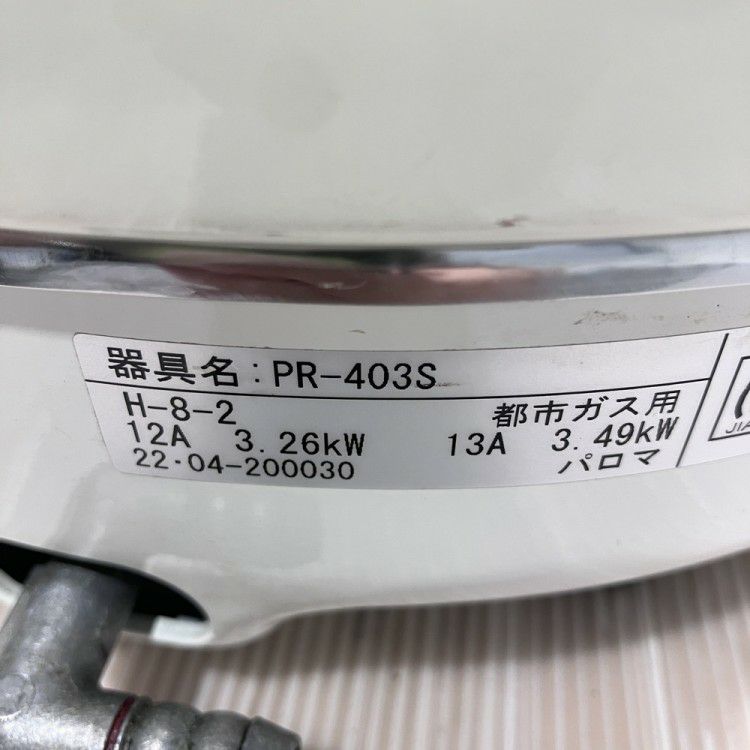 器具名：PR-403S
H-8-2 都市ガス用
12A 3.26kW 13A 3.49kW
22・04-200030 パロマ